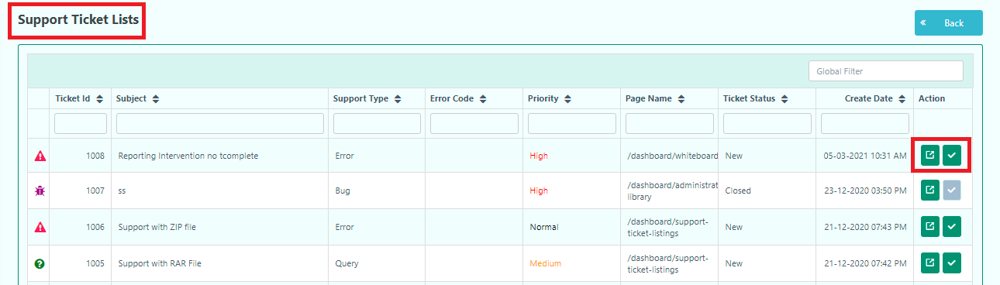 Support Ticket Lists
« Back
Global Filter
Ticket Id Subject Support Type Error Code Priority Page Name Ticket Status Create Date Action
1008 Reporting Intervention no tcomplete Error High /dashboard/whiteboard New 05-03-2021 10:31 AM
1007 ss Bug High /dashboard/administrat Closed 23-12-2020 03:50 PM
library
1006 Support with ZIP file Error Normal /dashboard/support- New 21-12-2020 07:43 PM
ticket-listings
1005 Support with RAR File Query Medium /dashboard/support- New 21-12-2020 07:42 PM
ticket-listings